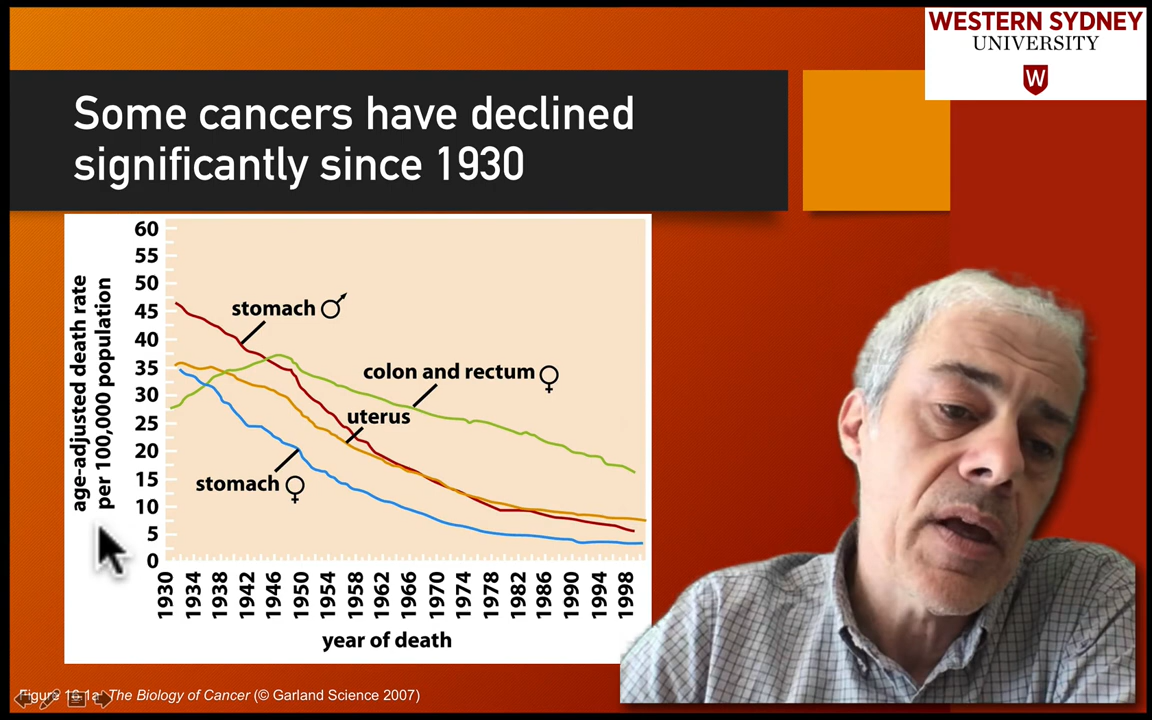 WESTERN SYDNEY
UNIVERSITY
W
Some cancers have declined
significantly since 1930
age-adjusted death rate
per 100,000 population
60
55
50
45
40
35
30
25
20
15
10
5
0
stomach ♂
colon and rectum ♀
uterus
stomach ♀
1930 1934 1938 1942 1946 1950 1954 1958 1962 1966 1970 1974 1978 1982 1986 1990 1994 1998
year of death
Figure The Biology of Cancer (© Garland Science 2007)